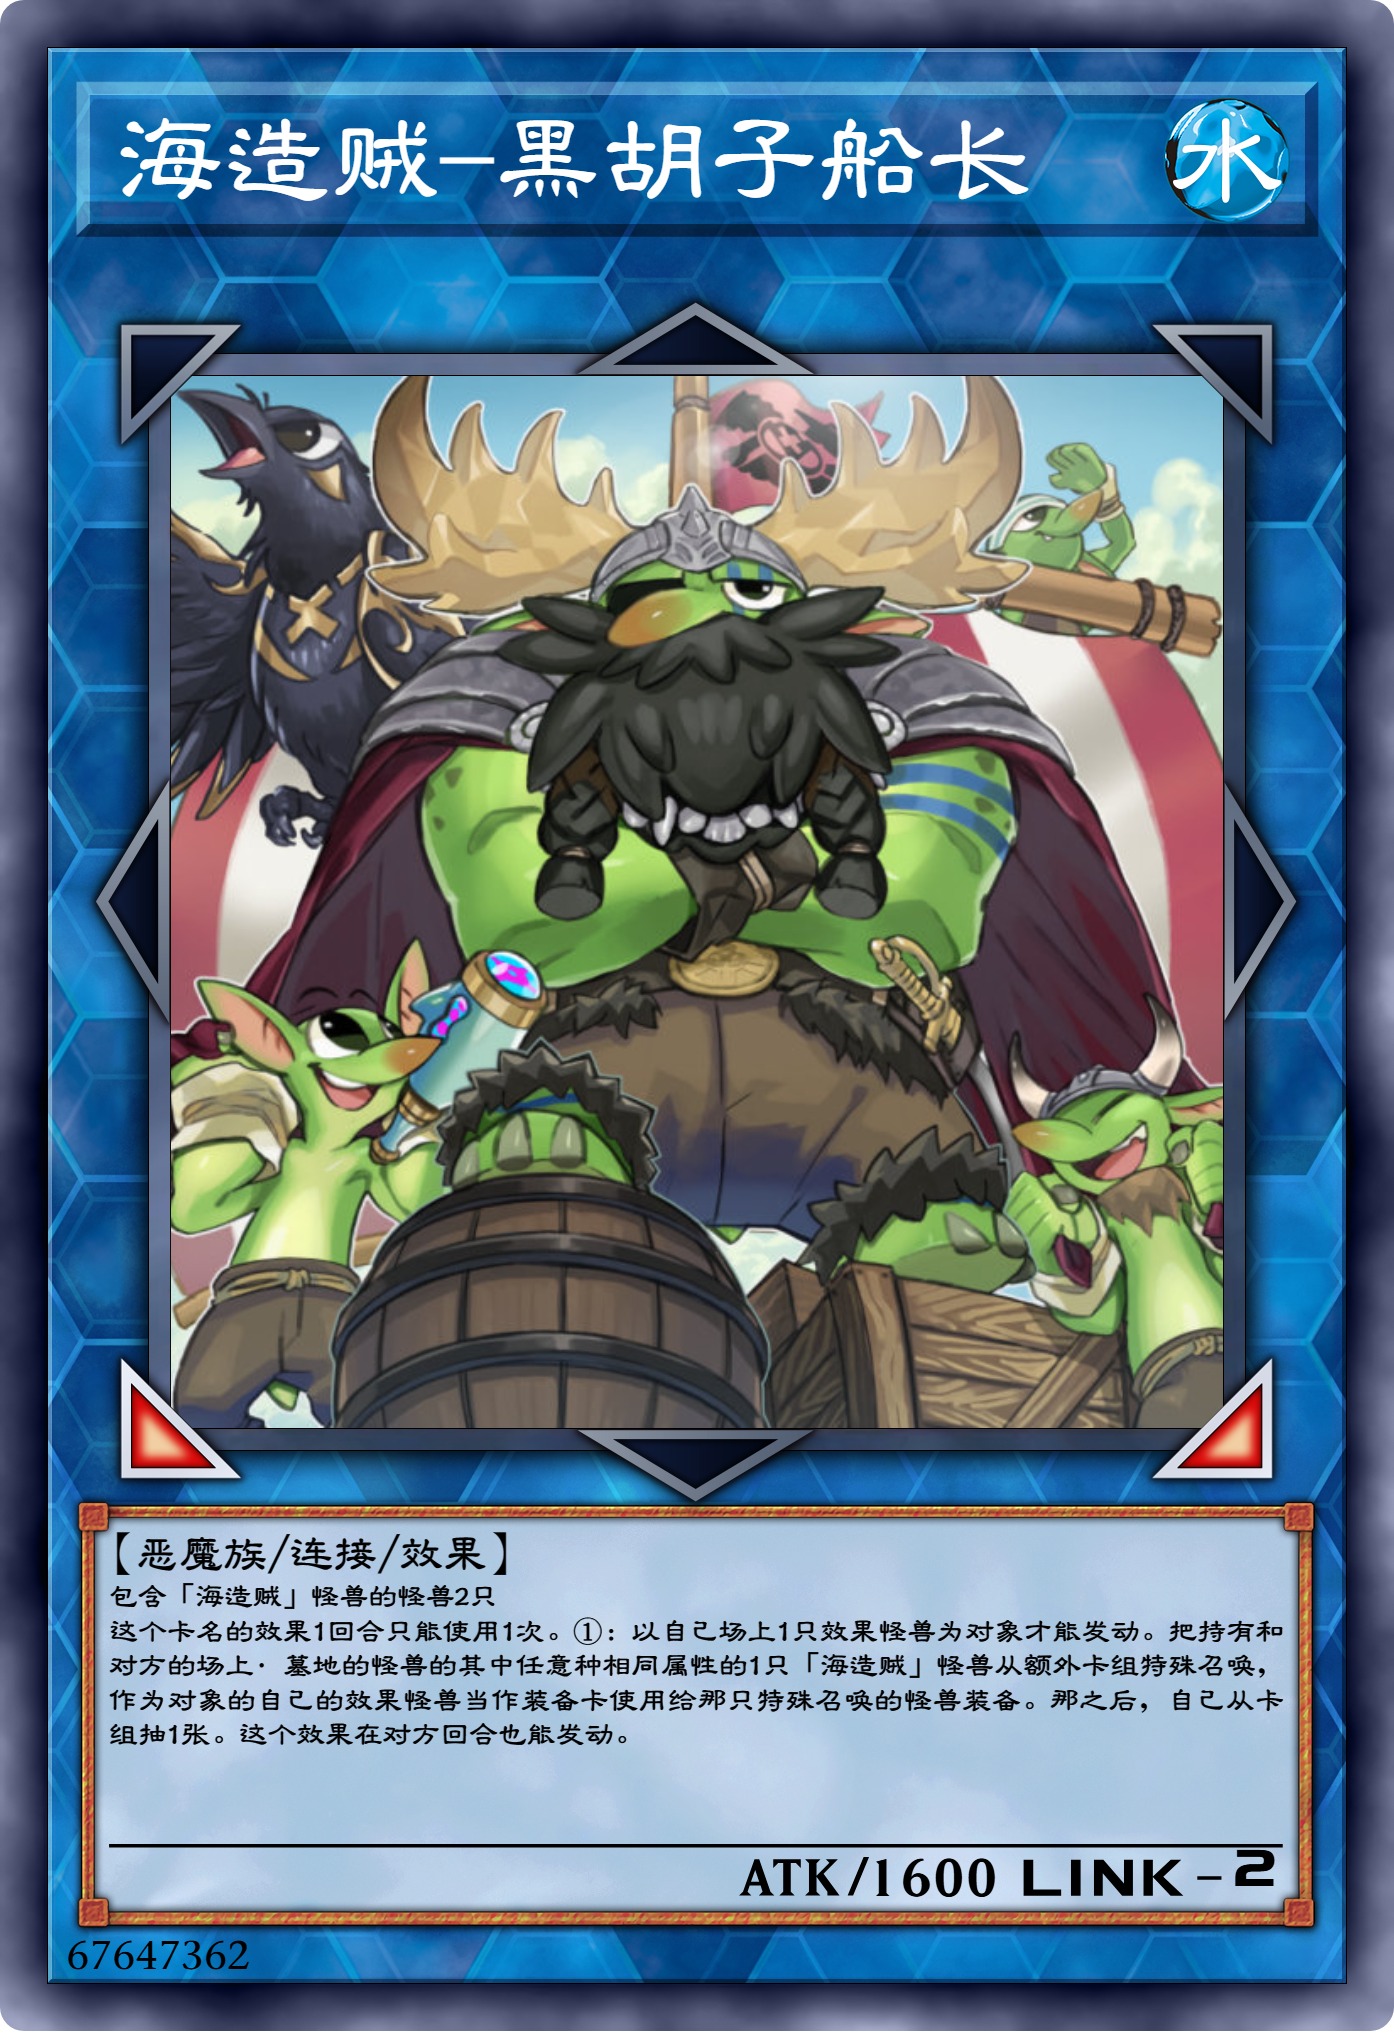 海造贼-黑胡子船长
水
【恶魔族/连接/效果】
包含「海造贼」怪兽的怪兽2只
这个卡名的效果1回合只能使用1次。①：以自己场上1只效果怪兽为对象才能发动。把持有和
对方的场上·墓地的怪兽的其中任意种相同属性的1只「海造贼」怪兽从额外卡组特殊召唤，
作为对象的自己的效果怪兽当作装备卡使用给那只特殊召唤的怪兽装备。那之后，自己从卡
组抽1张。这个效果在对方回合也能发动。
ATK/1600 LINK-2
67647362